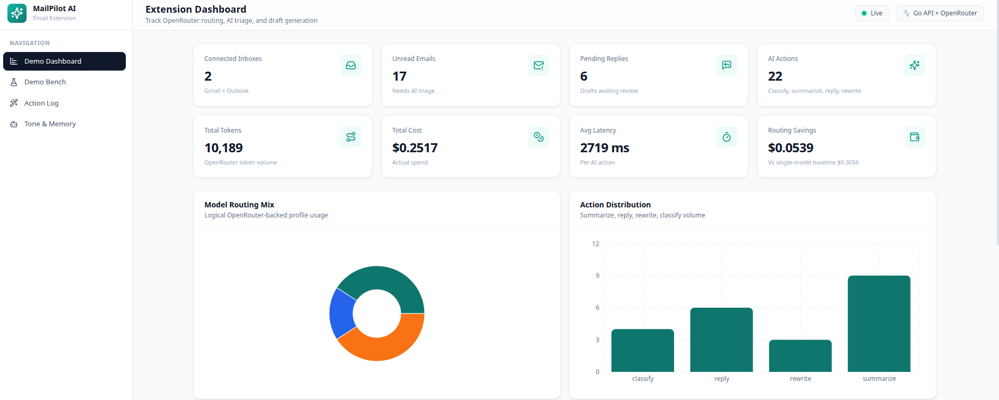 MailPilot AI
Email Extension
NAVIGATION
Demo Dashboard
Demo Bench
Action Log
Tone & Memory
Extension Dashboard
Track OpenRouter routing, AI triage, and draft generation
Live
Go API + OpenRouter
Connected Inboxes
2
Gmail + Outlook
Unread Emails
17
Needs AI triage
Pending Replies
6
Drafts waiting review
AI Actions
22
Classify, summarize, reply, rewrite
Total Tokens
10,189
OpenRouter token volume
Total Cost
$0.2517
Actual spend
Avg Latency
2719 ms
Per AI action
Routing Savings
$0.0539
Vs single-model baseline $0.3056
Model Routing Mix
Logical OpenRouter-backed profile usage
Action Distribution
Summarize, reply, rewrite, classify volume
12
9
6
3
0
classify
reply
rewrite
summarize